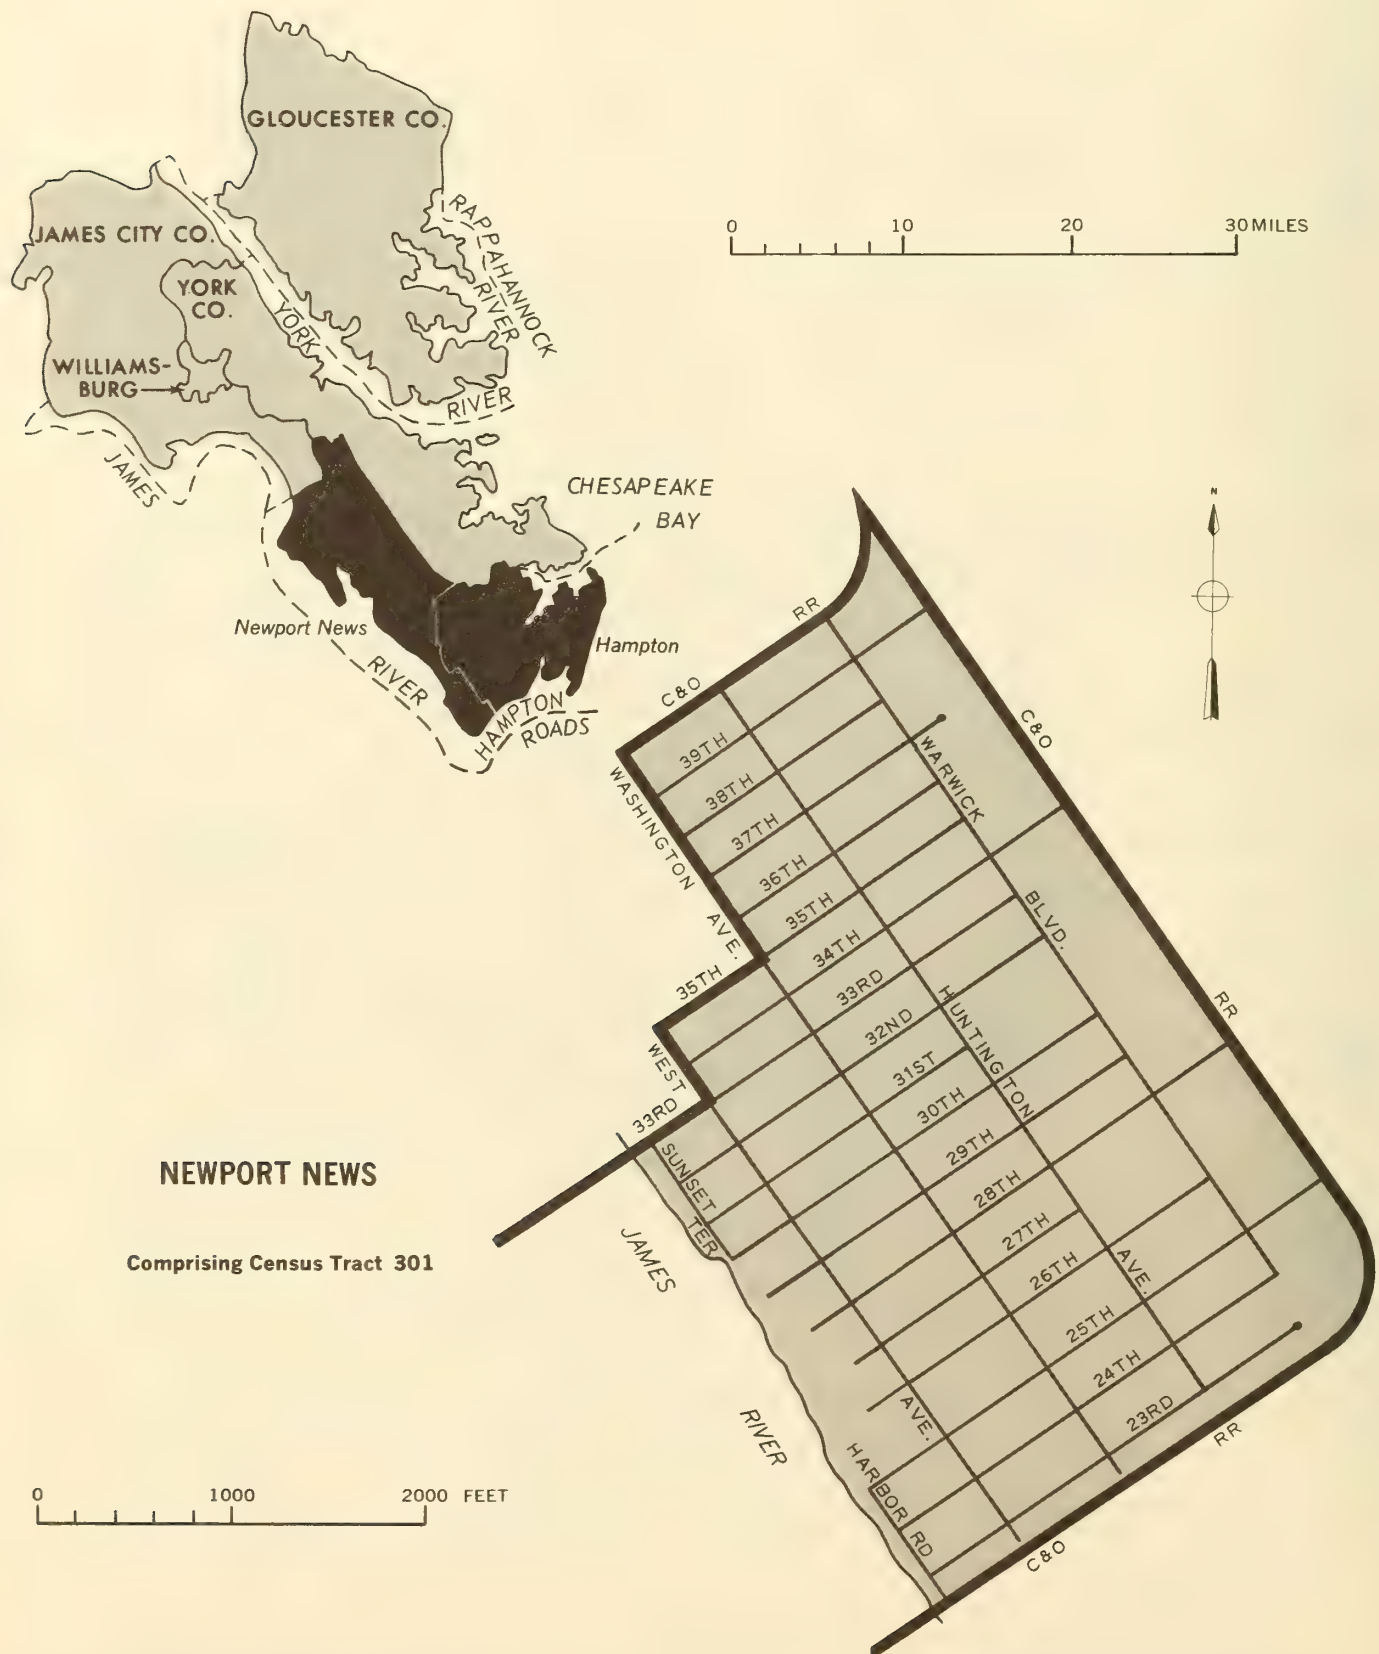 GLOUCESTER CO.
JAMES CITY CO.
YORK
CO.
WILLIAMS-
BURG
RAPPAHANNOCK
RIVER
YORK
RIVER
JAMES
RIVER
CHESAPEAKE
BAY
Newport News
Hampton
HAMPTON
ROADS
0 10 20 30 MILES
N
RR
C&O
C&O
RR
39TH
38TH
37TH
36TH
35TH
34TH
33RD
32ND
31ST
30TH
29TH
28TH
27TH
26TH
25TH
24TH
23RD
WASHINGTON
AVE.
WARWICK
BLVD.
HUNTINGTON
AVE.
35TH
WEST
AVE.
33RD
SUNSET
TER
JAMES
RIVER
HARBOR RD
C&O
RR
NEWPORT NEWS
Comprising Census Tract 301
0 1000 2000 FEET